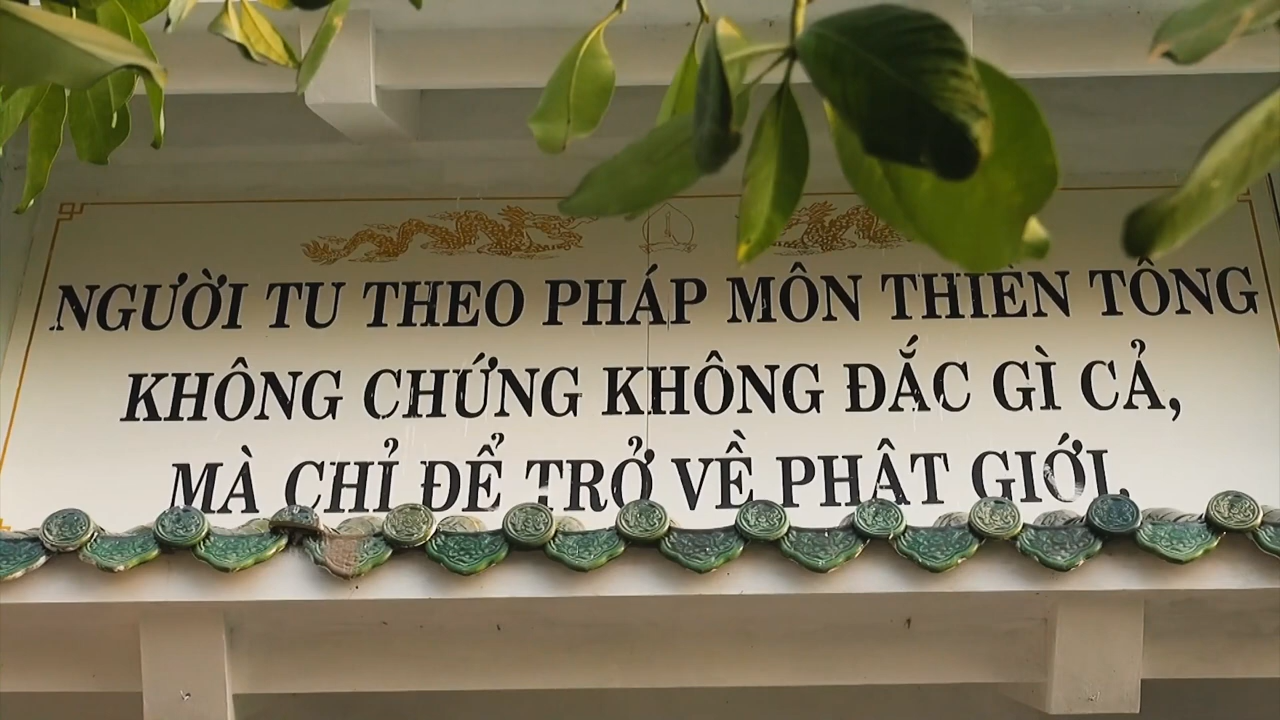 NGƯỜI TU THEO PHÁP MÔN THIỀN TÔNG
KHÔNG CHỨNG KHÔNG ĐẮC GÌ CẢ,
MÀ CHỈ ĐỂ TRỞ VỀ PHẬT GIỚI.